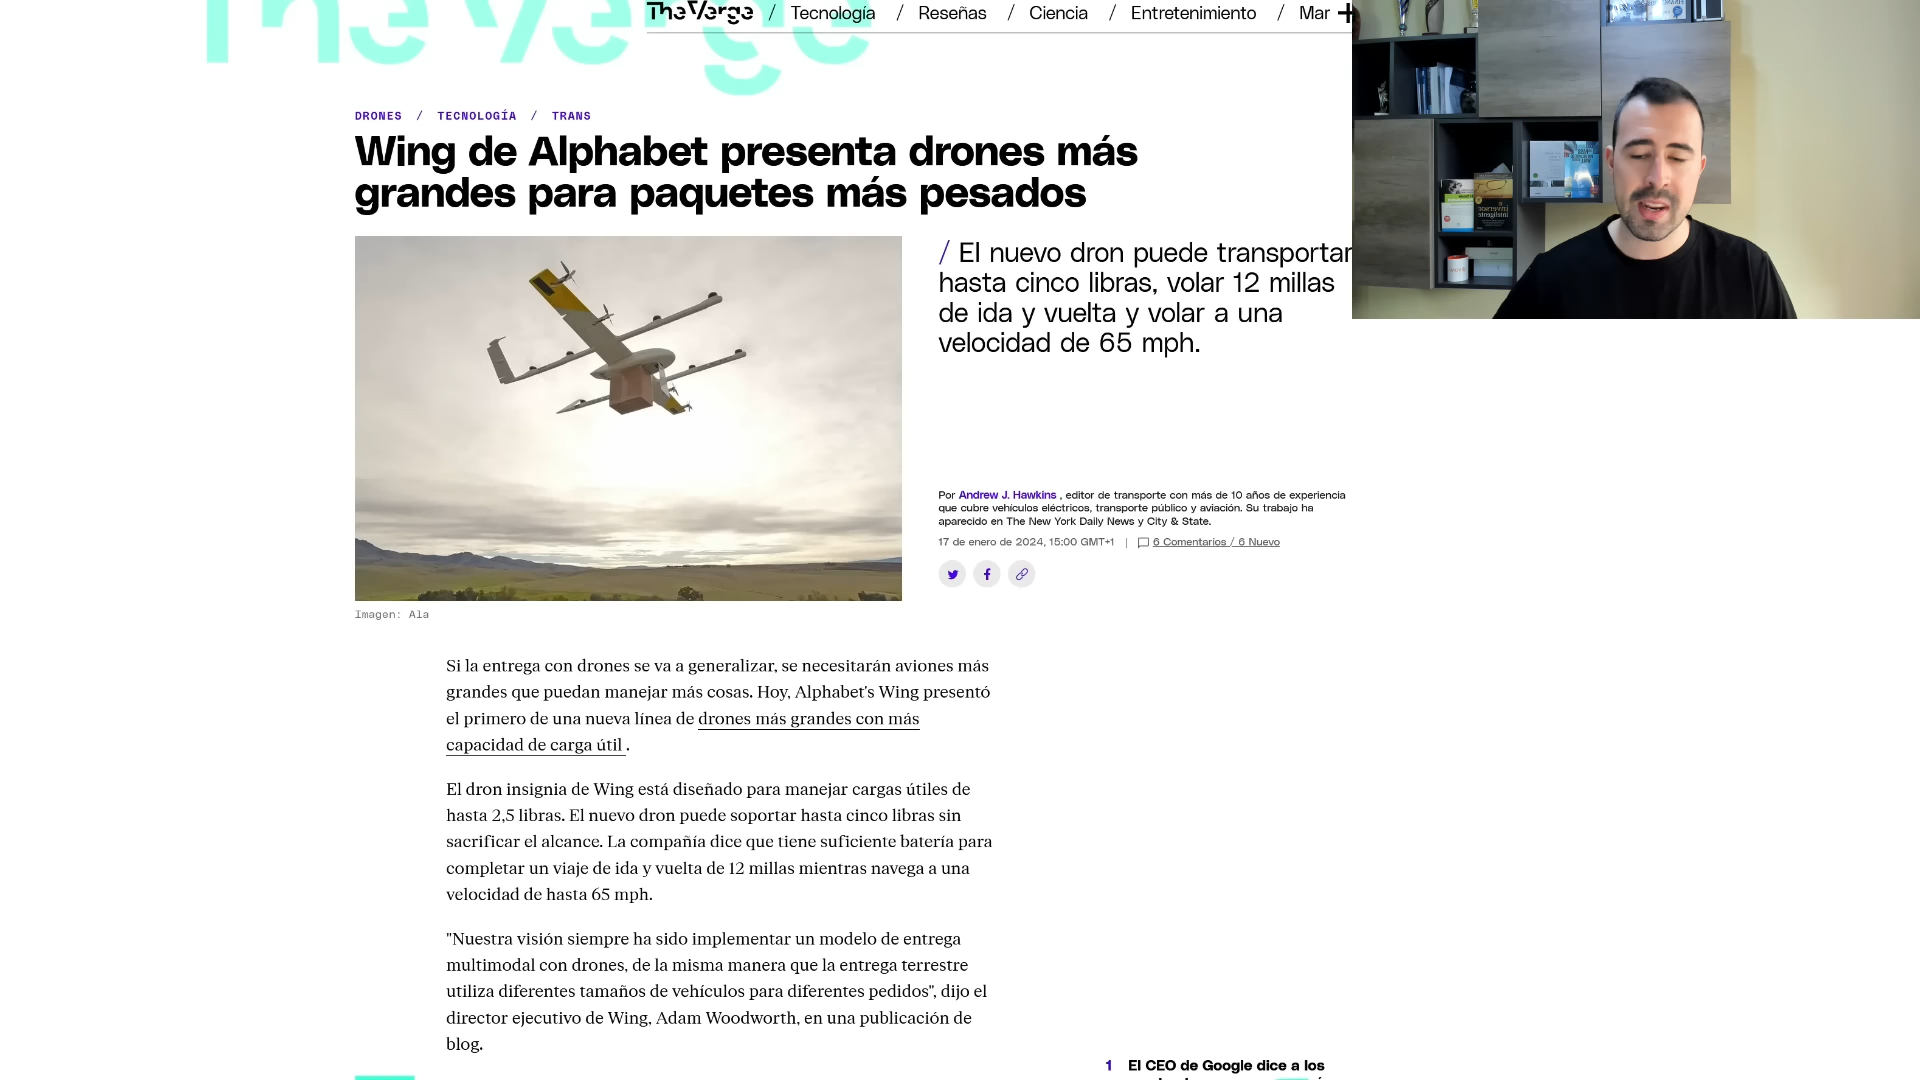 The Verge
The Verge / Tecnología / Reseñas / Ciencia / Entretenimiento / Mar
DRONES / TECNOLOGÍA / TRANS
Wing de Alphabet presenta drones más
grandes para paquetes más pesados
/ El nuevo dron puede transportar
hasta cinco libras, volar 12 millas
de ida y vuelta y volar a una
velocidad de 65 mph.
Por Andrew J. Hawkins , editor de transporte con más de 10 años de experiencia
que cubre vehículos eléctricos, transporte público y aviación. Su trabajo ha
aparecido en The New York Daily News y City & State.
17 de enero de 2024, 15:00 GMT+1 | 6 Comentarios / 6 Nuevo
Imagen: Ala
Si la entrega con drones se va a generalizar, se necesitarán aviones más
grandes que puedan manejar más cosas. Hoy, Alphabet's Wing presentó
el primero de una nueva línea de drones más grandes con más
capacidad de carga útil .
El dron insignia de Wing está diseñado para manejar cargas útiles de
hasta 2,5 libras. El nuevo dron puede soportar hasta cinco libras sin
sacrificar el alcance. La compañía dice que tiene suficiente batería para
completar un viaje de ida y vuelta de 12 millas mientras navega a una
velocidad de hasta 65 mph.
"Nuestra visión siempre ha sido implementar un modelo de entrega
multimodal con drones, de la misma manera que la entrega terrestre
utiliza diferentes tamaños de vehículos para diferentes pedidos", dijo el
director ejecutivo de Wing, Adam Woodworth, en una publicación de
blog.
1 El CEO de Google dice a los